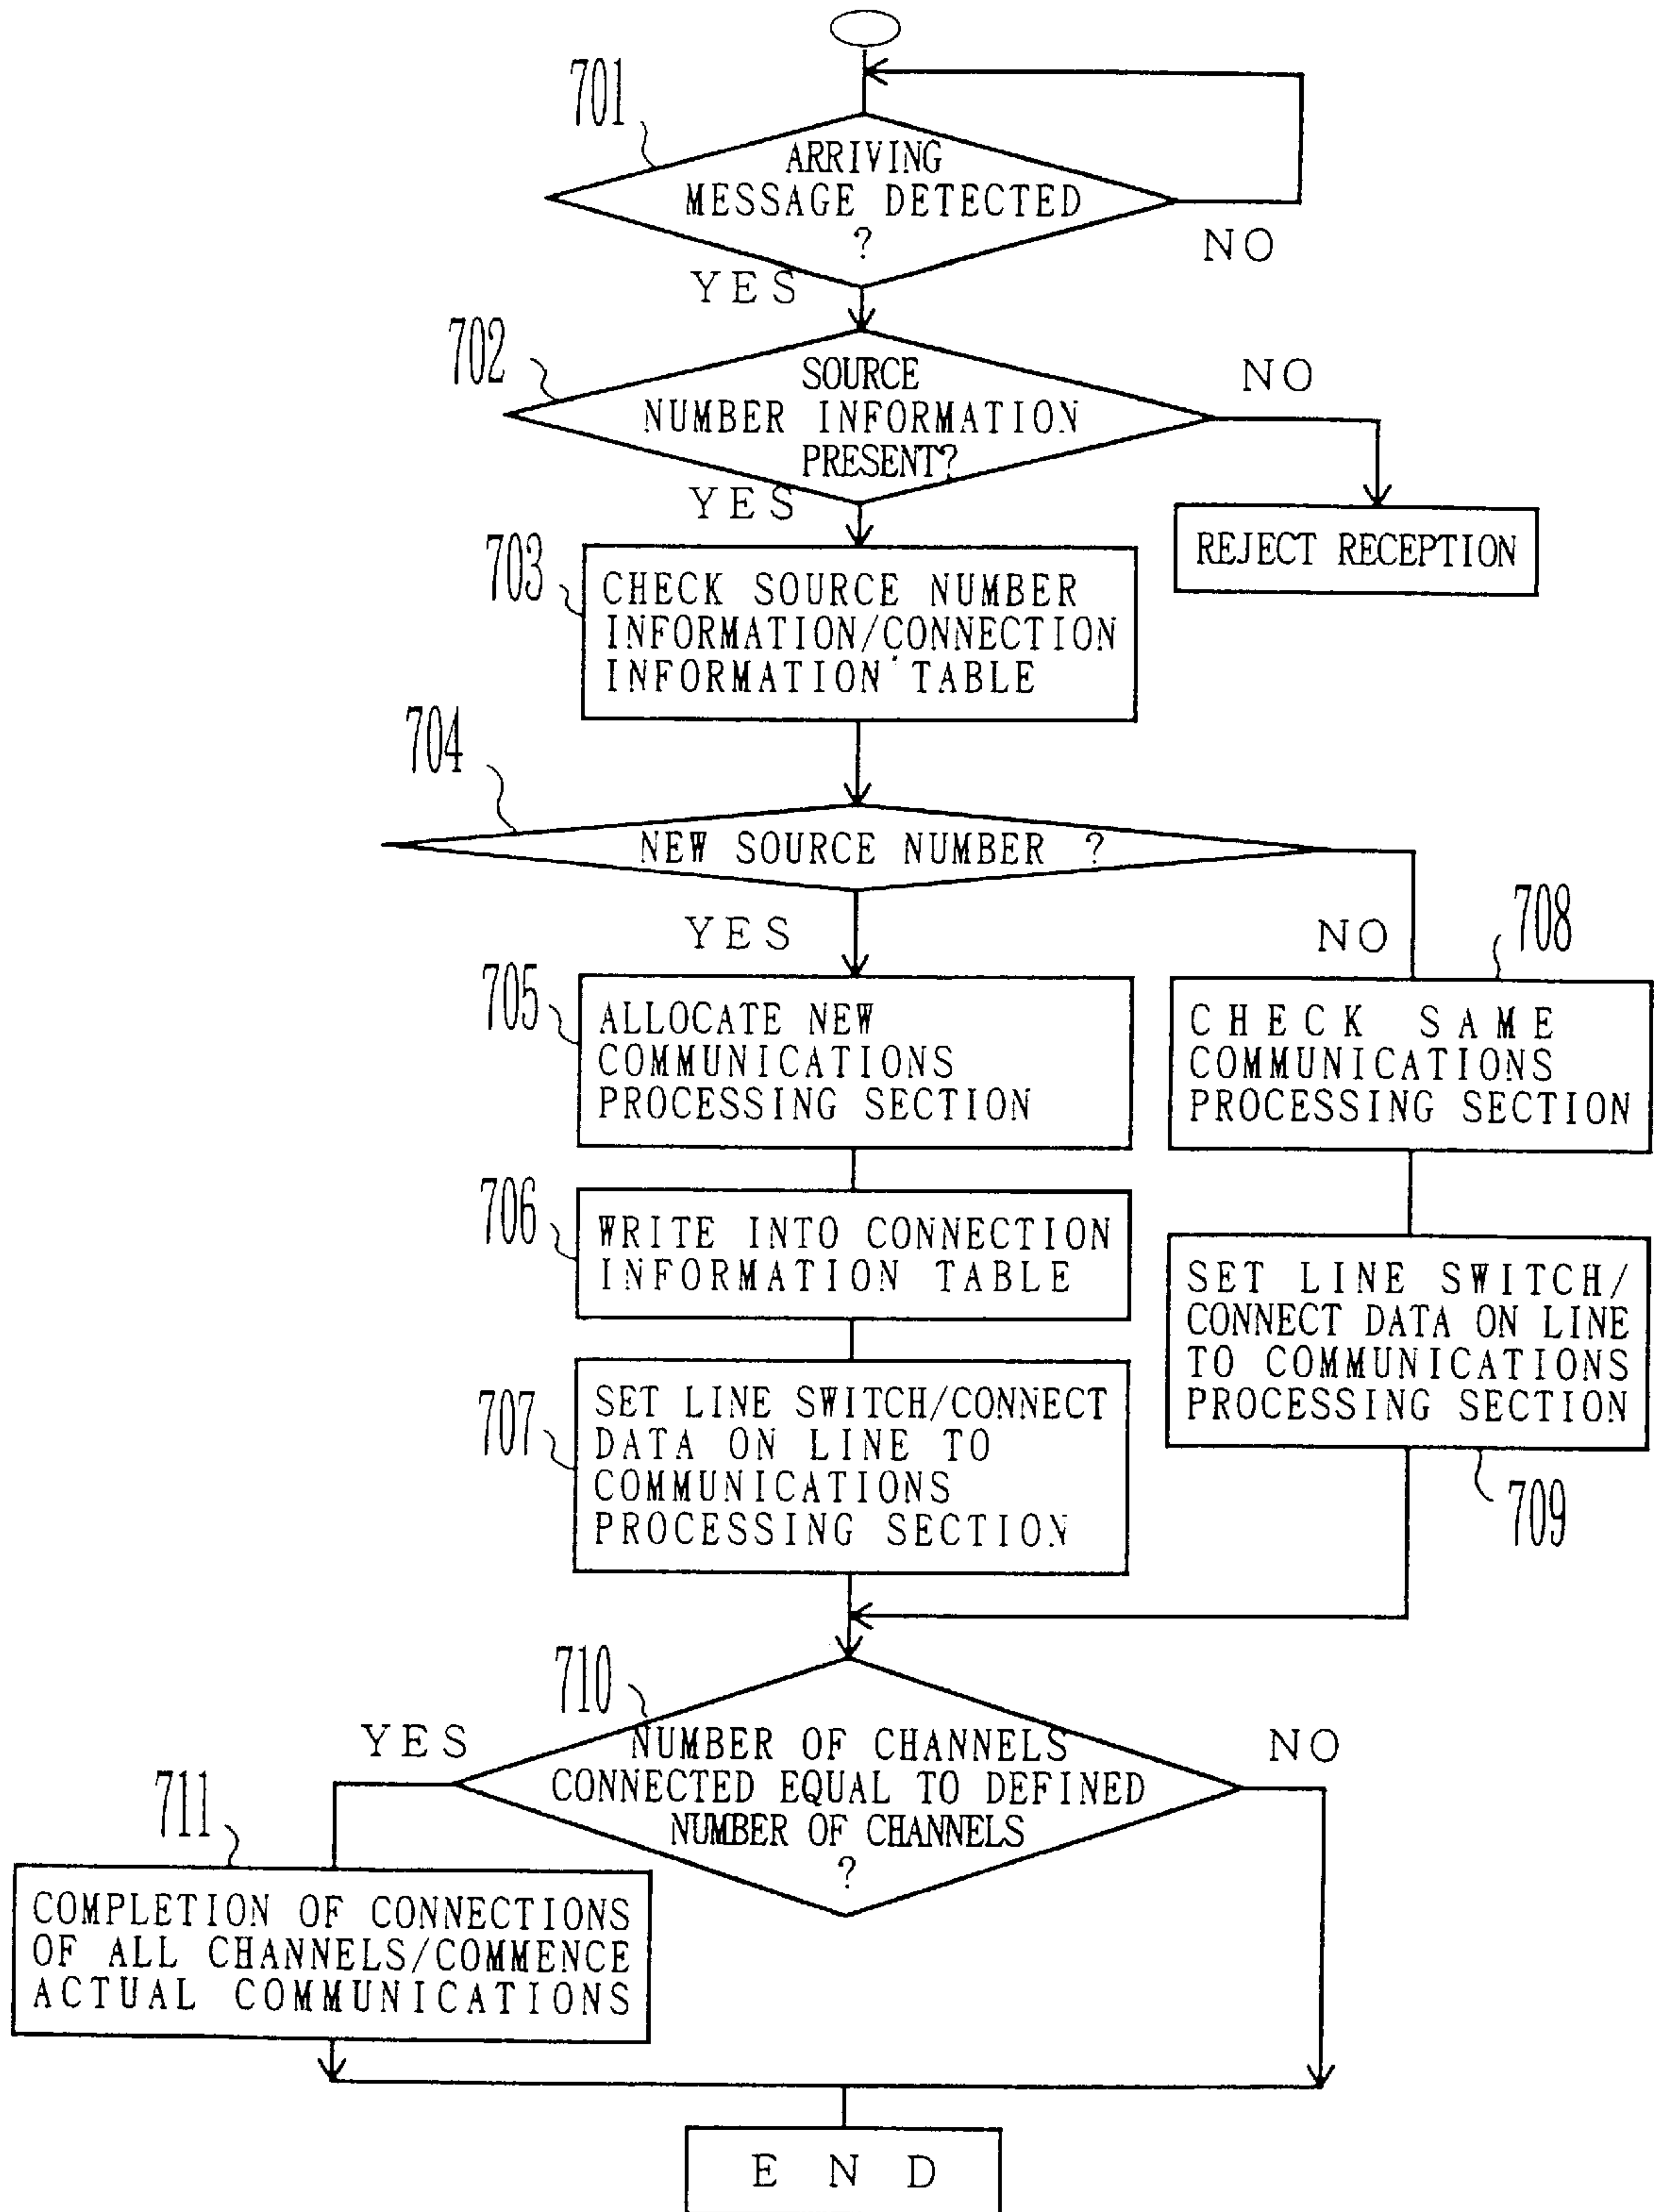 701
ARRIVING
MESSAGE DETECTED
?
NO
YES
702
SOURCE
NUMBER INFORMATION
PRESENT?
NO
YES
REJECT RECEPTION
703
CHECK SOURCE NUMBER
INFORMATION/CONNECTION
INFORMATION TABLE
704
NEW SOURCE NUMBER ?
YES
NO
708
705
ALLOCATE NEW
COMMUNICATIONS
PROCESSING SECTION
CHECK SAME
COMMUNICATIONS
PROCESSING SECTION
706
WRITE INTO CONNECTION
INFORMATION TABLE
SET LINE SWITCH/
CONNECT DATA ON LINE
TO COMMUNICATIONS
PROCESSING SECTION
709
707
SET LINE SWITCH/CONNECT
DATA ON LINE TO
COMMUNICATIONS
PROCESSING SECTION
710
YES
NUMBER OF CHANNELS
CONNECTED EQUAL TO DEFINED
NUMBER OF CHANNELS
?
NO
711
COMPLETION OF CONNECTIONS
OF ALL CHANNELS/COMMENCE
ACTUAL COMMUNICATIONS
END